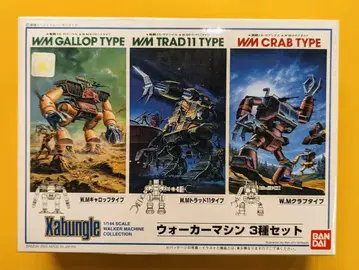 WM GALLOP TYPE
WM TRAD11 TYPE
WM CRAB TYPE
W.Mギャロップタイプ
W.Mトラッド11タイプ
W.Mクラブタイプ
Xabungle
1/144 SCALE
WALKER MACHINE
COLLECTION
ウォーカーマシン 3種セット
BAN
DAI